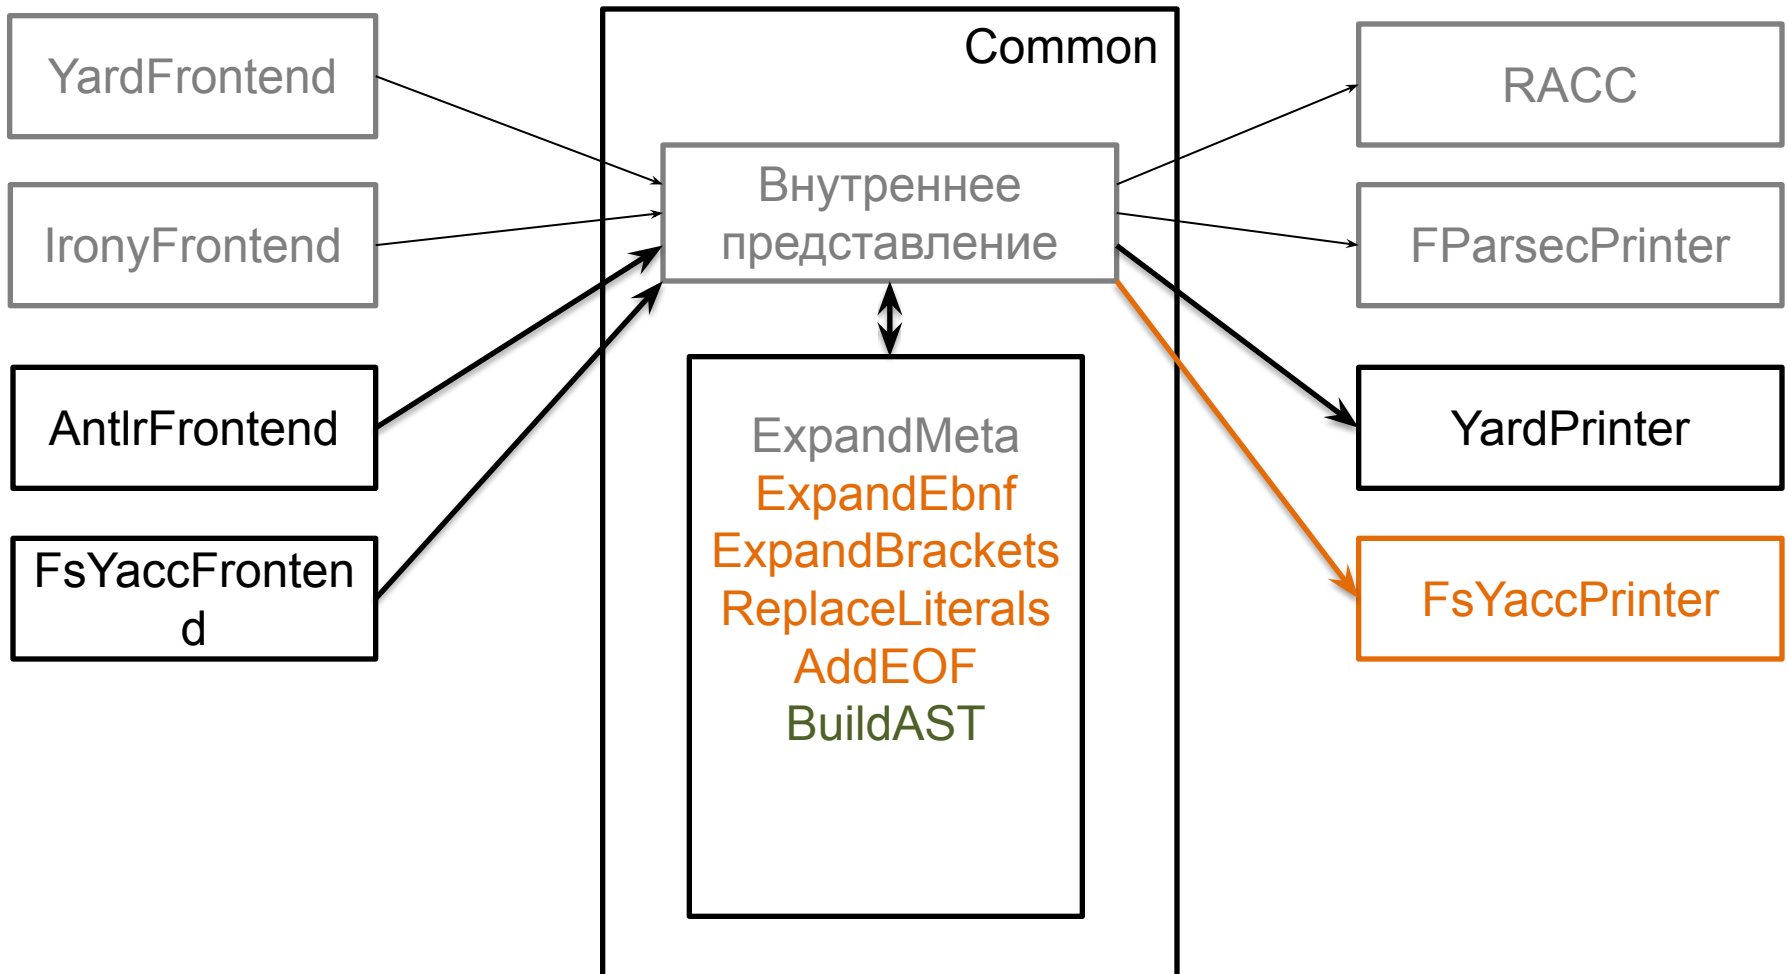 YardFrontend
IronyFrontend
AntlrFrontend
FsYaccFronten
d
Common
Внутреннее
представление
ExpandMeta
ExpandEbnf
ExpandBrackets
ReplaceLiterals
AddEOF
BuildAST
RACC
FParsecPrinter
YardPrinter
FsYaccPrinter